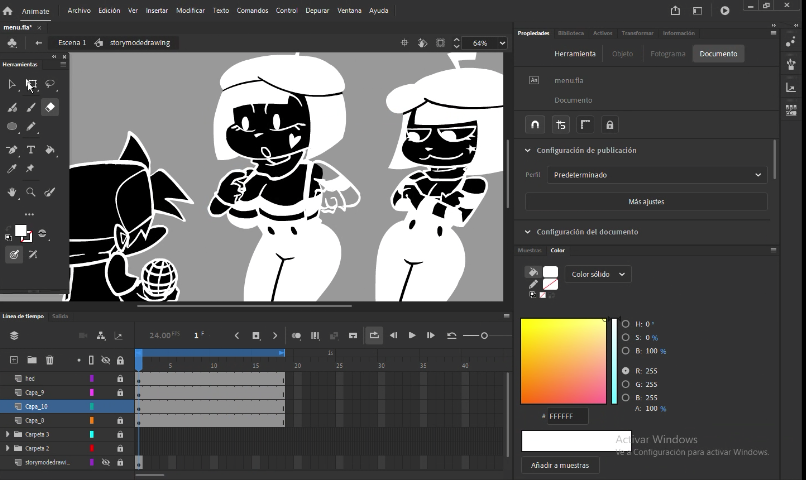 Animate Archivo Edición Ver Insertar Modificar Texto Comandos Control Depurar Ventana Ayuda
menu.fla* ×
Escena 1 storymodedrawing 64%
Herramientas
Propiedades Biblioteca Activos Transformar Información
Herramienta Objeto Fotograma Documento
menu.fla
Documento
Configuración de publicación
Perfil Predeterminado
Más ajustes
Configuración del documento
Muestras Color
Color sólido
H: 0 °
S: 0 %
B: 100 %
R: 255
G: 255
B: 255
A: 100 %
# FFFFFF
Añadir a muestras
Activar Windows
Ve a Configuración para activar Windows.
Línea de tiempo Salida
24.00 FPS 1 F
1s
5 10 15 20 25 30 35 40
hed
Capa_9
Capa_10
Capa_8
Carpeta 3
Carpeta 2
storymodedrawi...